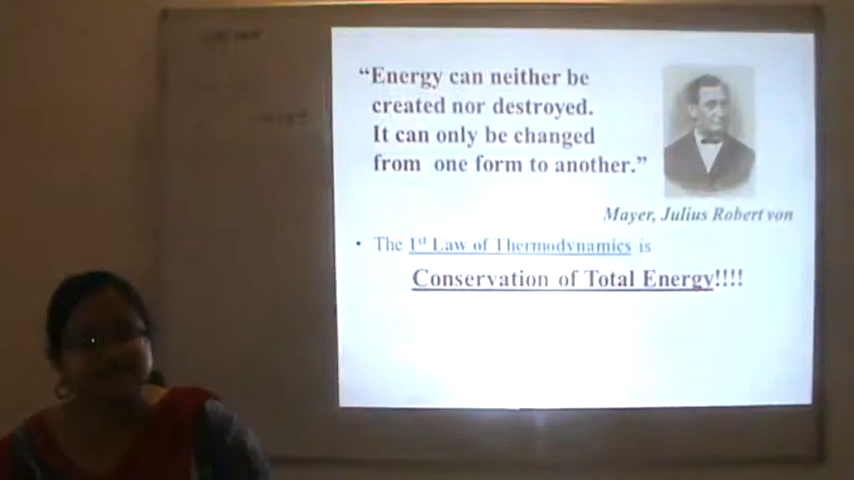 “Energy can neither be
created nor destroyed.
It can only be changed
from one form to another.”
Mayer, Julius Robert von
• The 1st Law of Thermodynamics is
Conservation of Total Energy!!!!